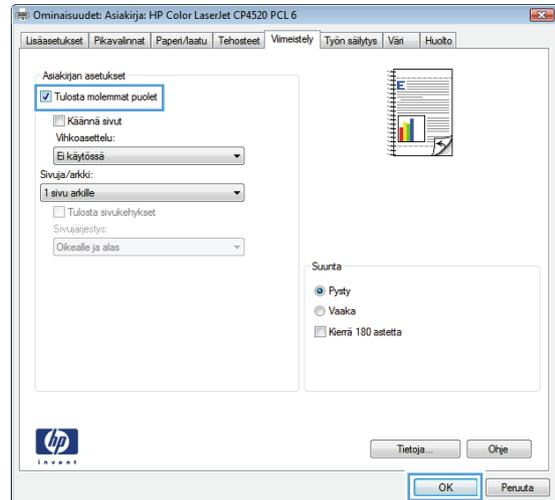 Ominaisuudet: Asiakirja: HP Color LaserJet CP4520 PCL 6
Lisäasetukset Pikavalinnat Paperi/laatu Tehosteet Viimeistely Työn säilytys Väri Huolto
Asiakirjan asetukset
Tulosta molemmat puolet
Käännä sivut
Vihkoasettelu:
Ei käytössä
Sivuja/arkki:
1 sivu arkille
Tulosta sivukehykset
Sivujärjestys:
Oikealle ja alas
E
Suunta
Pysty
Vaaka
Kierrä 180 astetta
hp
invent
Tietoja... Ohje
OK Peruuta